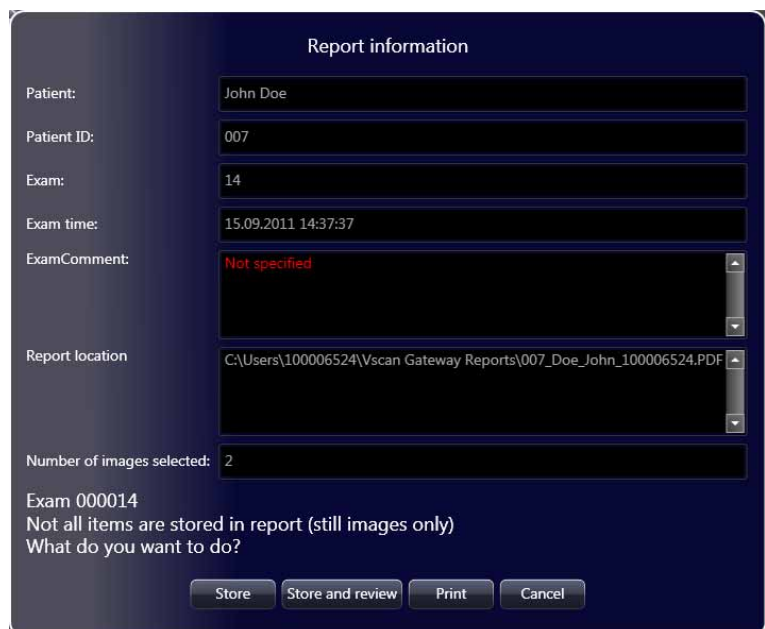 Report information
Patient: John Doe
Patient ID: 007
Exam: 14
Exam time: 15.09.2011 14:37:37
ExamComment: Not specified
Report location C:\Users\100006524\Vscan Gateway Reports\007_Doe_John_100006524.PDF
Number of images selected: 2
Exam 000014
Not all items are stored in report (still images only)
What do you want to do?
Store Store and review Print Cancel